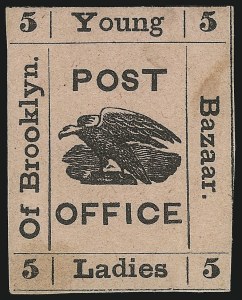 5 Young 5
POST
OFFICE
Of Brooklyn.
Bazaar.
5 Ladies 5